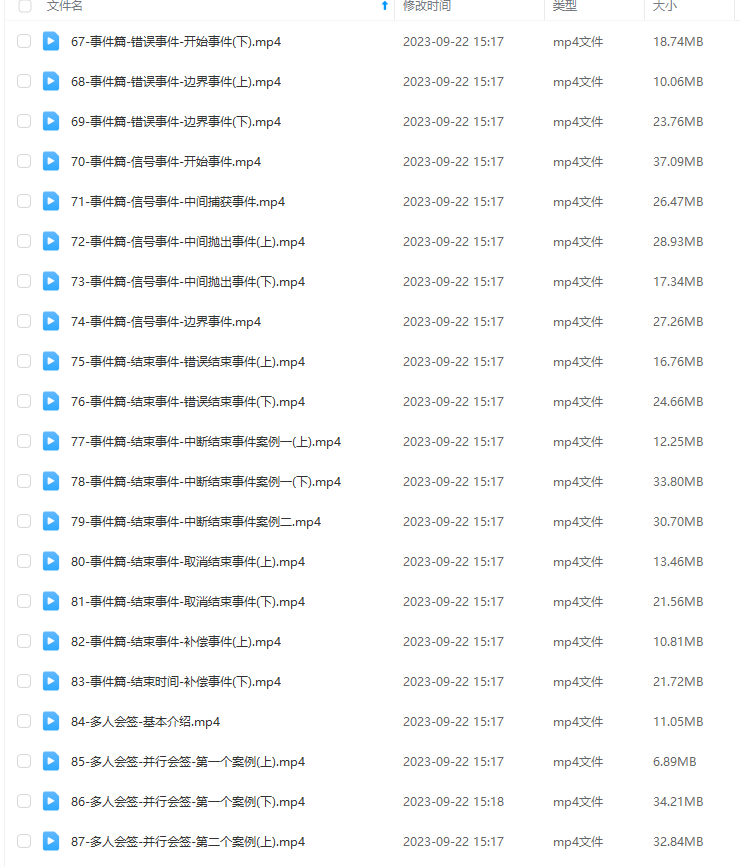 文件名 修改时间 类型 大小
67-事件篇-错误事件-开始事件(下).mp4 2023-09-22 15:17 mp4文件 18.74MB
68-事件篇-错误事件-边界事件(上).mp4 2023-09-22 15:17 mp4文件 10.06MB
69-事件篇-错误事件-边界事件(下).mp4 2023-09-22 15:17 mp4文件 23.76MB
70-事件篇-信号事件-开始事件.mp4 2023-09-22 15:17 mp4文件 37.09MB
71-事件篇-信号事件-中间捕获事件.mp4 2023-09-22 15:17 mp4文件 26.47MB
72-事件篇-信号事件-中间抛出事件(上).mp4 2023-09-22 15:17 mp4文件 28.93MB
73-事件篇-信号事件-中间抛出事件(下).mp4 2023-09-22 15:17 mp4文件 17.34MB
74-事件篇-信号事件-边界事件.mp4 2023-09-22 15:17 mp4文件 27.26MB
75-事件篇-结束事件-错误结束事件(上).mp4 2023-09-22 15:17 mp4文件 16.76MB
76-事件篇-结束事件-错误结束事件(下).mp4 2023-09-22 15:17 mp4文件 24.66MB
77-事件篇-结束事件-中断结束事件案例一(上).mp4 2023-09-22 15:17 mp4文件 12.25MB
78-事件篇-结束事件-中断结束事件案例一(下).mp4 2023-09-22 15:17 mp4文件 33.80MB
79-事件篇-结束事件-中断结束事件案例二.mp4 2023-09-22 15:17 mp4文件 30.70MB
80-事件篇-结束事件-取消结束事件(上).mp4 2023-09-22 15:17 mp4文件 13.46MB
81-事件篇-结束事件-取消结束事件(下).mp4 2023-09-22 15:17 mp4文件 21.56MB
82-事件篇-结束事件-补偿事件(上).mp4 2023-09-22 15:17 mp4文件 10.81MB
83-事件篇-结束时间-补偿事件(下).mp4 2023-09-22 15:17 mp4文件 21.72MB
84-多人会签-基本介绍.mp4 2023-09-22 15:17 mp4文件 11.05MB
85-多人会签-并行会签-第一个案例(上).mp4 2023-09-22 15:17 mp4文件 6.89MB
86-多人会签-并行会签-第一个案例(下).mp4 2023-09-22 15:18 mp4文件 34.21MB
87-多人会签-并行会签-第二个案例(上).mp4 2023-09-22 15:17 mp4文件 32.84MB